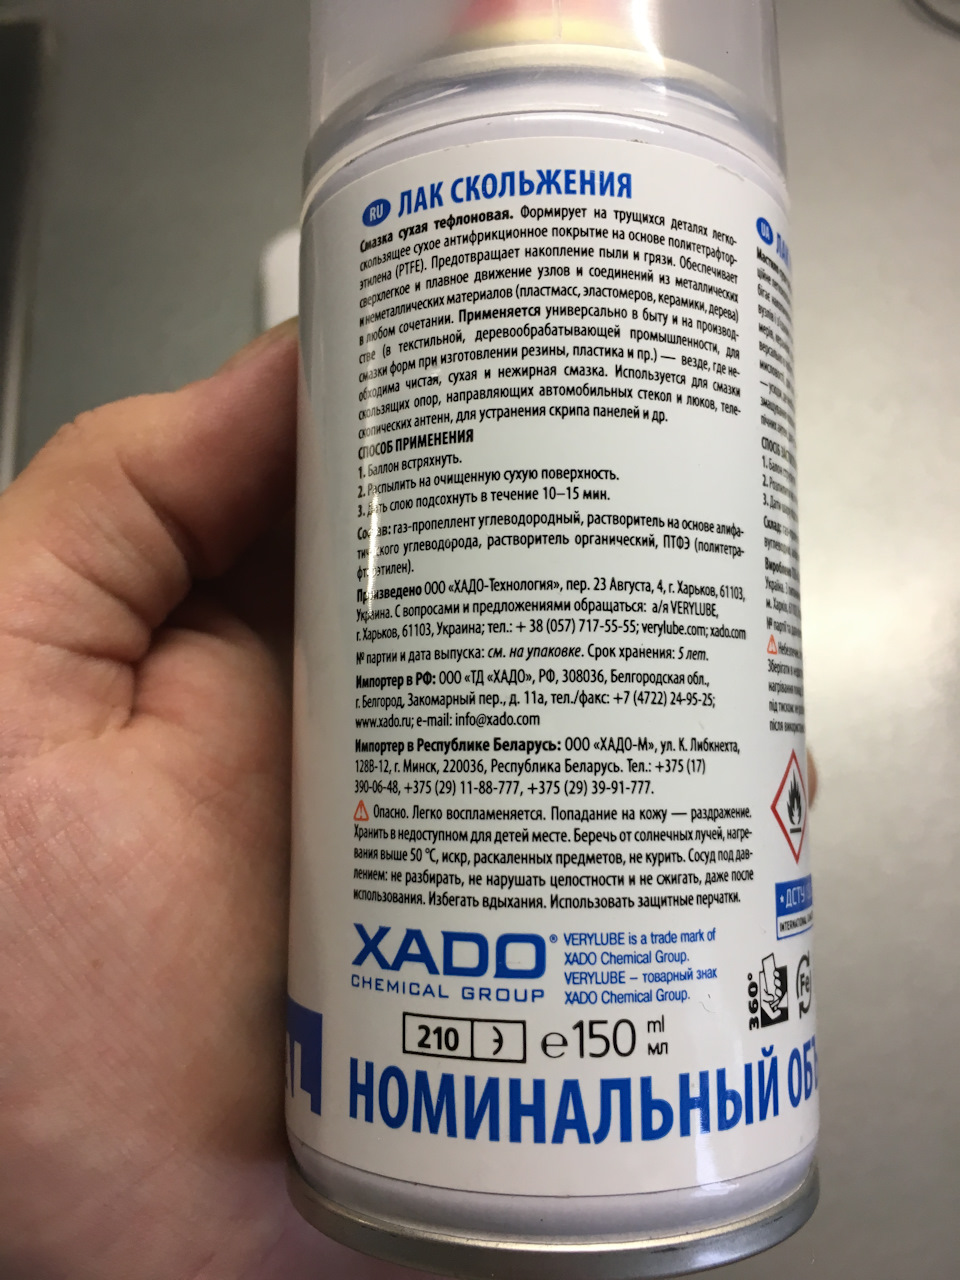 RU ЛАК СКОЛЬЖЕНИЯ
Смазка сухая тефлоновая. Формирует на трущихся деталях легко-
скользящее сухое антифрикционное покрытие на основе политетрафтор-
этилена (PTFE). Предотвращает накопление пыли и грязи. Обеспечивает
сверхлегкое и плавное движение узлов и соединений из металлических
и неметаллических материалов (пластмасс, эластомеров, керамики, дерева)
в любом сочетании. Применяется универсально в быту и на производ-
стве (в текстильной, деревообрабатывающей промышленности, для
смазки форм при изготовлении резины, пластика и пр.) — везде, где не-
обходима чистая, сухая и нежирная смазка. Используется для смазки
скользящих опор, направляющих автомобильных стекол и люков, теле-
скопических антенн, для устранения скрипа панелей и др.
СПОСОБ ПРИМЕНЕНИЯ
1. Баллон встряхнуть.
2. Распылить на очищенную сухую поверхность.
3. Дать слою подсохнуть в течение 10–15 мин.
Состав: газ-пропеллент углеводородный, растворитель на основе алифа-
тического углеводорода, растворитель органический, ПТФЭ (политетра-
фторэтилен).
Произведено ООО «ХАДО-Технология», пер. 23 Августа, 4, г. Харьков, 61103,
Украина. С вопросами и предложениями обращаться: а/я VERYLUBE,
г. Харьков, 61103, Украина; тел.: + 38 (057) 717-55-55; verylube.com; xado.com
№ партии и дата выпуска: см. на упаковке. Срок хранения: 5 лет.
Импортер в РФ: ООО «ТД «ХАДО», РФ, 308036, Белгородская обл.,
г. Белгород, Закомарный пер., д. 11а, тел./факс: +7 (4722) 24-95-25;
www.xado.ru; e-mail: info@xado.com
Импортер в Республике Беларусь: ООО «ХАДО-М», ул. К. Либкнехта,
128В-12, г. Минск, 220036, Республика Беларусь. Тел.: +375 (17)
390-06-48, +375 (29) 11-88-777, +375 (29) 39-91-777.
Опасно. Легко воспламеняется. Попадание на кожу — раздражение.
Хранить в недоступном для детей месте. Беречь от солнечных лучей, нагре-
вания выше 50 °C, искр, раскаленных предметов, не курить. Сосуд под дав-
лением: не разбирать, не нарушать целостности и не сжигать, даже после
использования. Избегать вдыхания. Использовать защитные перчатки.
XADO®
CHEMICAL GROUP
VERYLUBE is a trade mark of
XADO Chemical Group.
VERYLUBE – товарный знак
XADO Chemical Group.
210 Э e 150 ml
мл
НОМИНАЛЬНЫЙ
UA
ДСТУ
360°
Fe